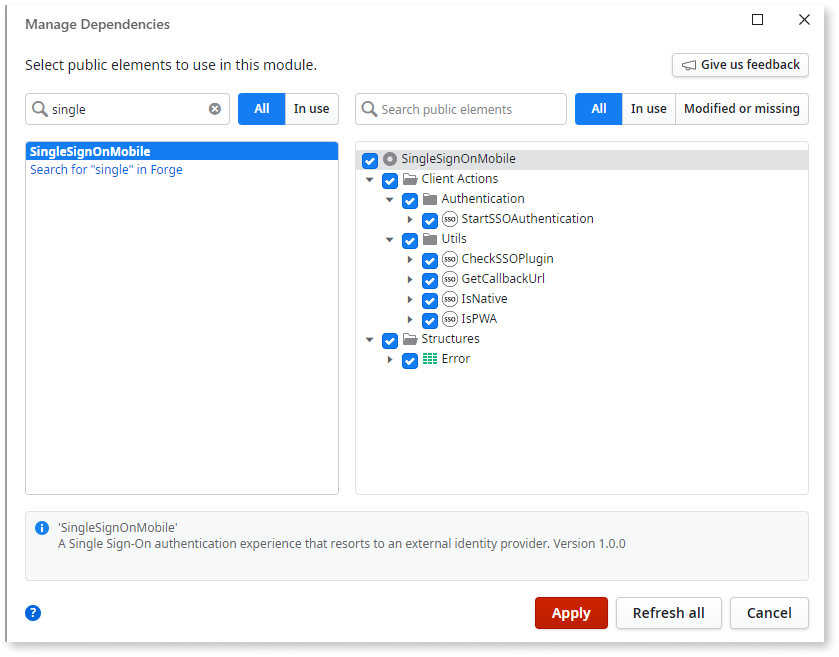 Manage Dependencies
Select public elements to use in this module.
Give us feedback
single
All
In use
Search public elements
All
In use
Modified or missing
SingleSignOnMobile
Search for "single" in Forge
SingleSignOnMobile
Client Actions
Authentication
SSO StartSSOAuthentication
Utils
SSO CheckSSOPlugin
SSO GetCallbackUrl
SSO IsNative
SSO IsPWA
Structures
Error
'SingleSignOnMobile'
A Single Sign-On authentication experience that resorts to an external identity provider. Version 1.0.0
?
Apply
Refresh all
Cancel